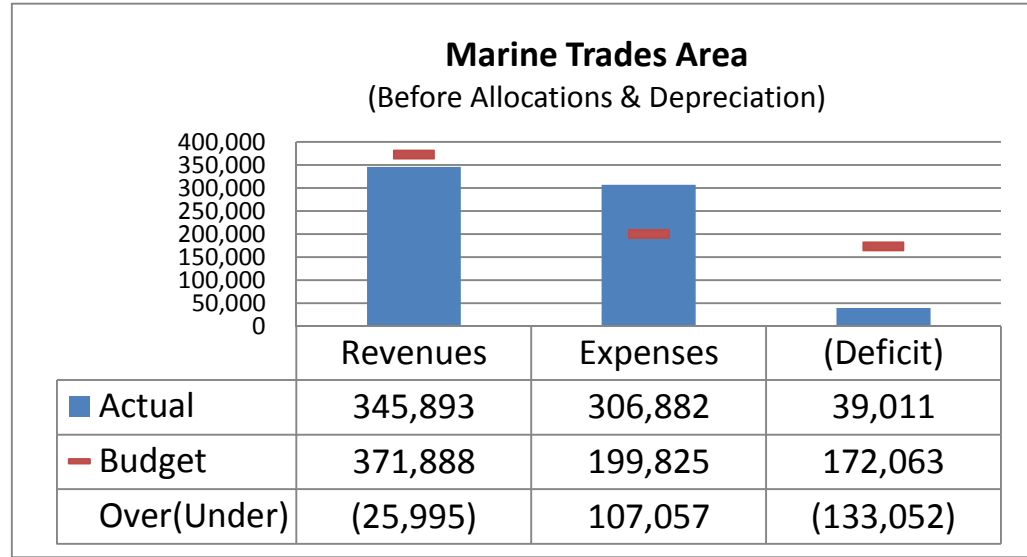 Marine Trades Area
(Before Allocations & Depreciation)
400,000
350,000
300,000
250,000
200,000
150,000
100,000
50,000
0
Revenues Expenses (Deficit)
Actual 345,893 306,882 39,011
Budget 371,888 199,825 172,063
Over(Under) (25,995) 107,057 (133,052)